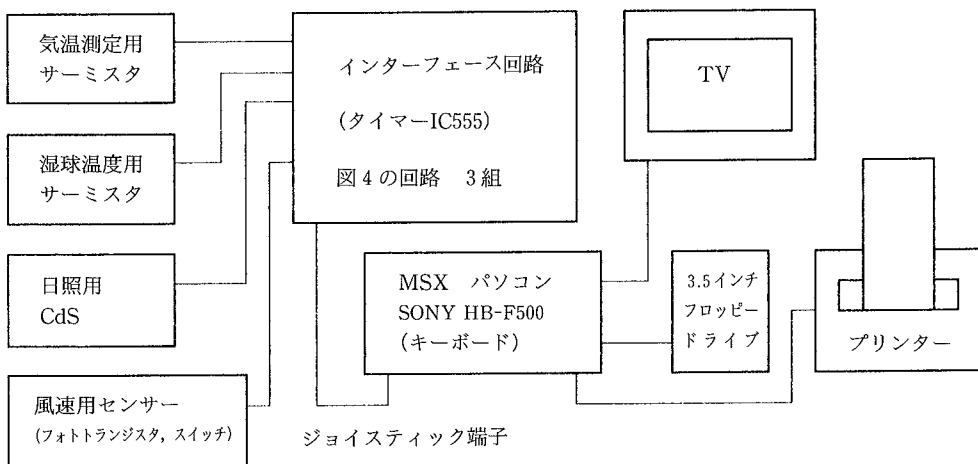 気温測定用
サーミスタ
湿球温度用
サーミスタ
日照用
CdS
風速用センサー
(フォトトランジスタ, スイッチ)
インターフェース回路
(タイマーIC555)
図4の回路 3組
TV
MSX パソコン
SONY HB-F500
(キーボード)
3.5インチ
フロッピー
ドライブ
プリンター
ジョイスティック端子